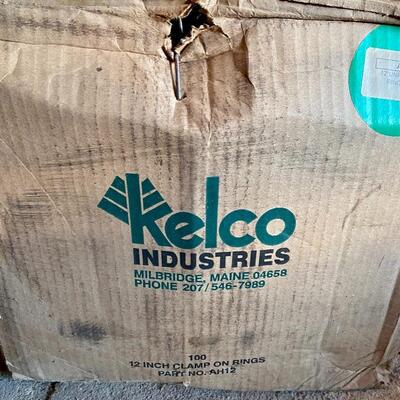 Kelco
INDUSTRIES
MILBRIDGE, MAINE 04658
PHONE 207/546-7989
100
12 INCH CLAMP ON RINGS
PART NO. AH12